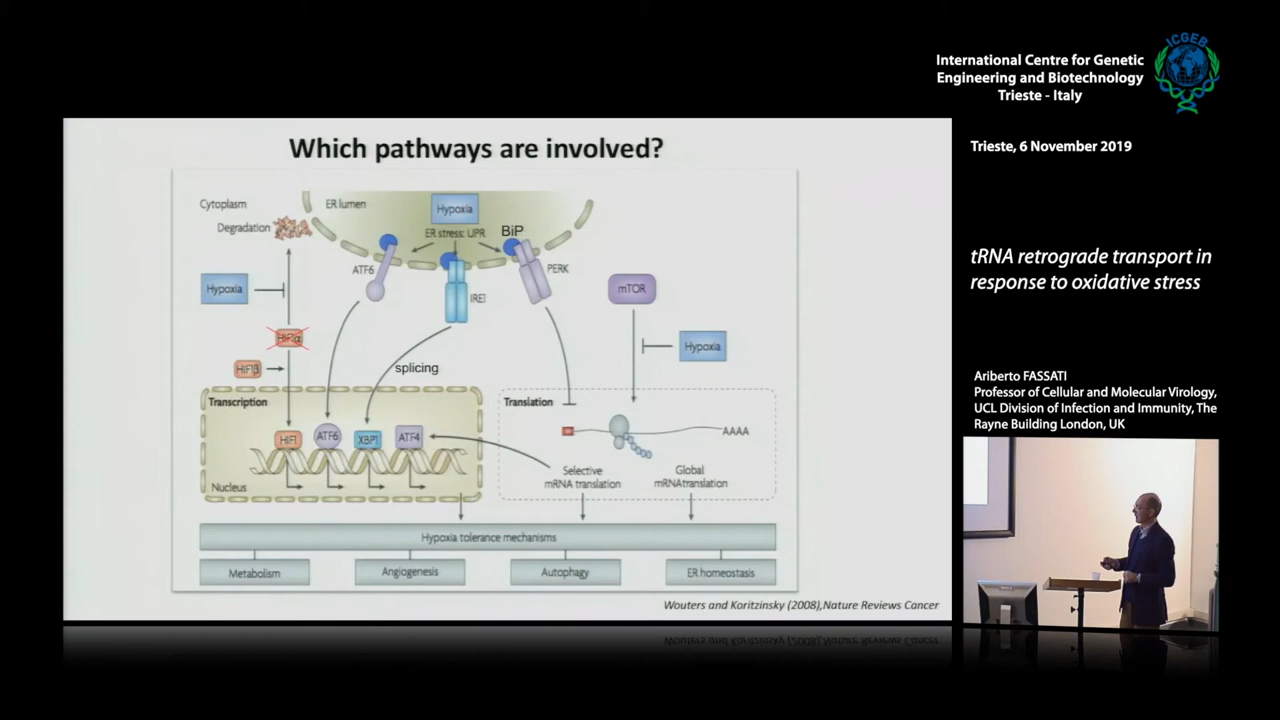 ICGEB
International Centre for Genetic
Engineering and Biotechnology
Trieste - Italy
Trieste, 6 November 2019
tRNA retrograde transport in
response to oxidative stress
Ariberto FASSATI
Professor of Cellular and Molecular Virology,
UCL Division of Infection and Immunity, The
Rayne Building London, UK
Which pathways are involved?
Cytoplasm
ER lumen
Hypoxia
Degradation
ER stress: UPR
BiP
ATF6
PERK
IRE1
Hypoxia
mTOR
HIF1α
Hypoxia
HIF1β
splicing
Transcription
Translation
HIF1
ATF6
XBP1
ATF4
AAAA
Selective
mRNA translation
Global
mRNAtranslation
Nucleus
Hypoxia tolerance mechanisms
Metabolism
Angiogenesis
Autophagy
ER homeostasis
Wouters and Koritzinsky (2008),Nature Reviews Cancer